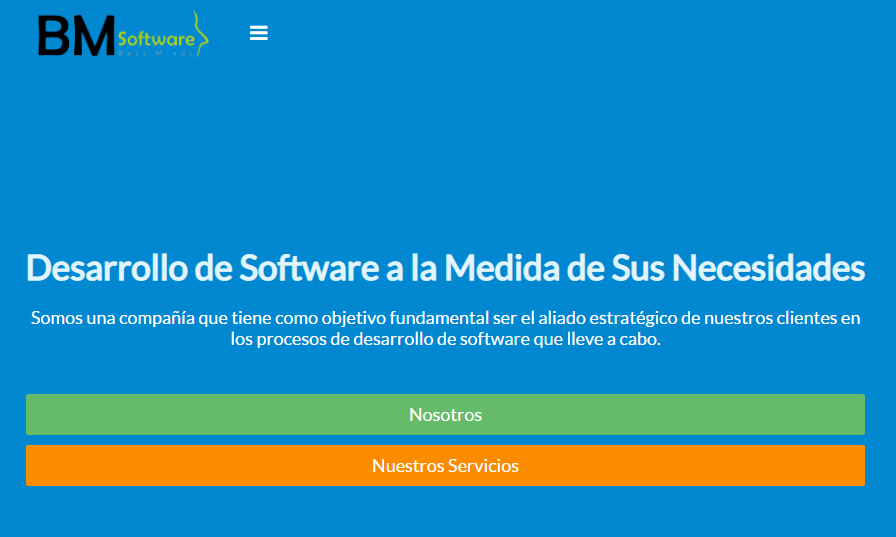 BM Software
Best Minds
Desarrollo de Software a la Medida de Sus Necesidades
Somos una compañía que tiene como objetivo fundamental ser el aliado estratégico de nuestros clientes en
los procesos de desarrollo de software que lleve a cabo.
Nosotros
Nuestros Servicios